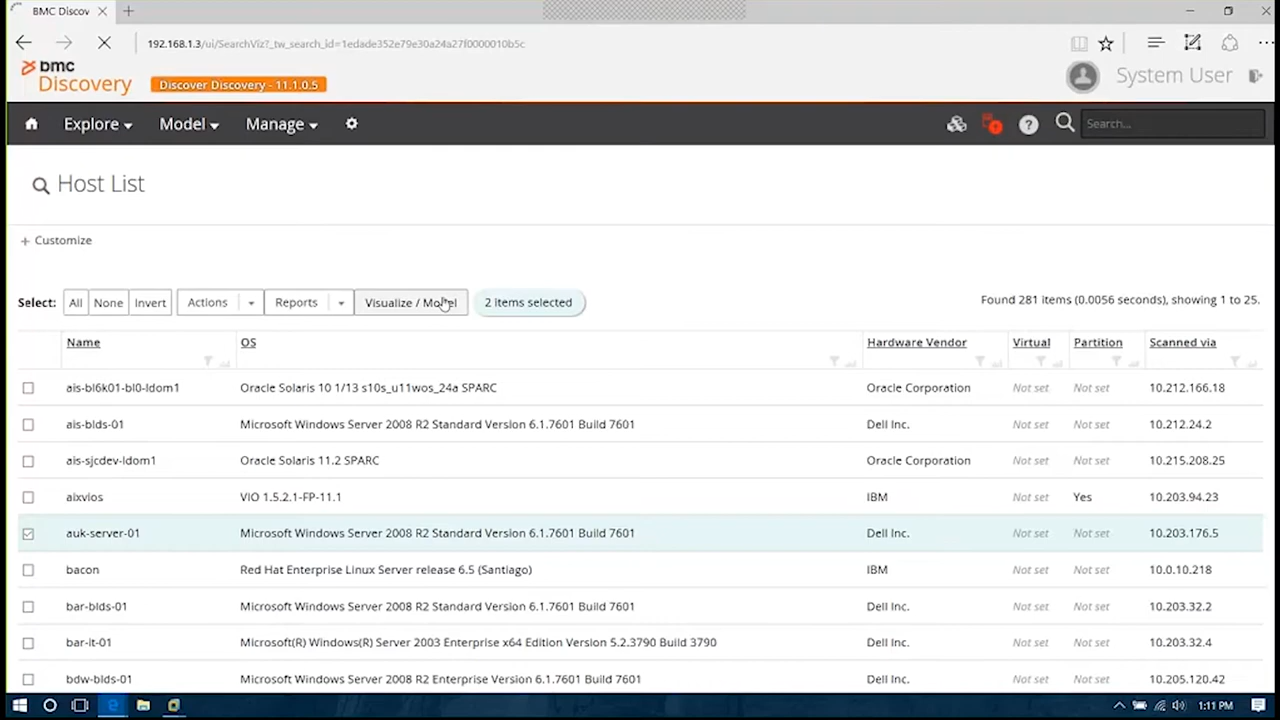 BMC Discov
192.168.1.3/ui/SearchViz?_tw_search_id=1edade352e79e30a24a27f0000010b5c
bmc
Discovery
Discover Discovery - 11.1.0.5
System User
Explore Model Manage Search...
Host List
+ Customize
Select: All None Invert Actions Reports Visualize / Model 2 items selected Found 281 items (0.0056 seconds), showing 1 to 25.
Name OS Hardware Vendor Virtual Partition Scanned via
ais-bl6k01-bl0-ldom1 Oracle Solaris 10 1/13 s10s_u11wos_24a SPARC Oracle Corporation Not set Not set 10.212.166.18
ais-blds-01 Microsoft Windows Server 2008 R2 Standard Version 6.1.7601 Build 7601 Dell Inc. Not set Not set 10.212.24.2
ais-sjcdev-ldom1 Oracle Solaris 11.2 SPARC Oracle Corporation Not set Not set 10.215.208.25
aixvios VIO 1.5.2.1-FP-11.1 IBM Not set Yes 10.203.94.23
auk-server-01 Microsoft Windows Server 2008 R2 Standard Version 6.1.7601 Build 7601 Dell Inc. Not set Not set 10.203.176.5
bacon Red Hat Enterprise Linux Server release 6.5 (Santiago) IBM Not set Not set 10.0.10.218
bar-blds-01 Microsoft Windows Server 2008 R2 Standard Version 6.1.7601 Build 7601 Dell Inc. Not set Not set 10.203.32.2
bar-it-01 Microsoft(R) Windows(R) Server 2003 Enterprise x64 Edition Version 5.2.3790 Build 3790 Dell Inc. Not set Not set 10.203.32.4
bdw-blds-01 Microsoft Windows Server 2008 R2 Enterprise Version 6.1.7601 Build 7601 Dell Inc. Not set Not set 10.205.120.42
1:11 PM